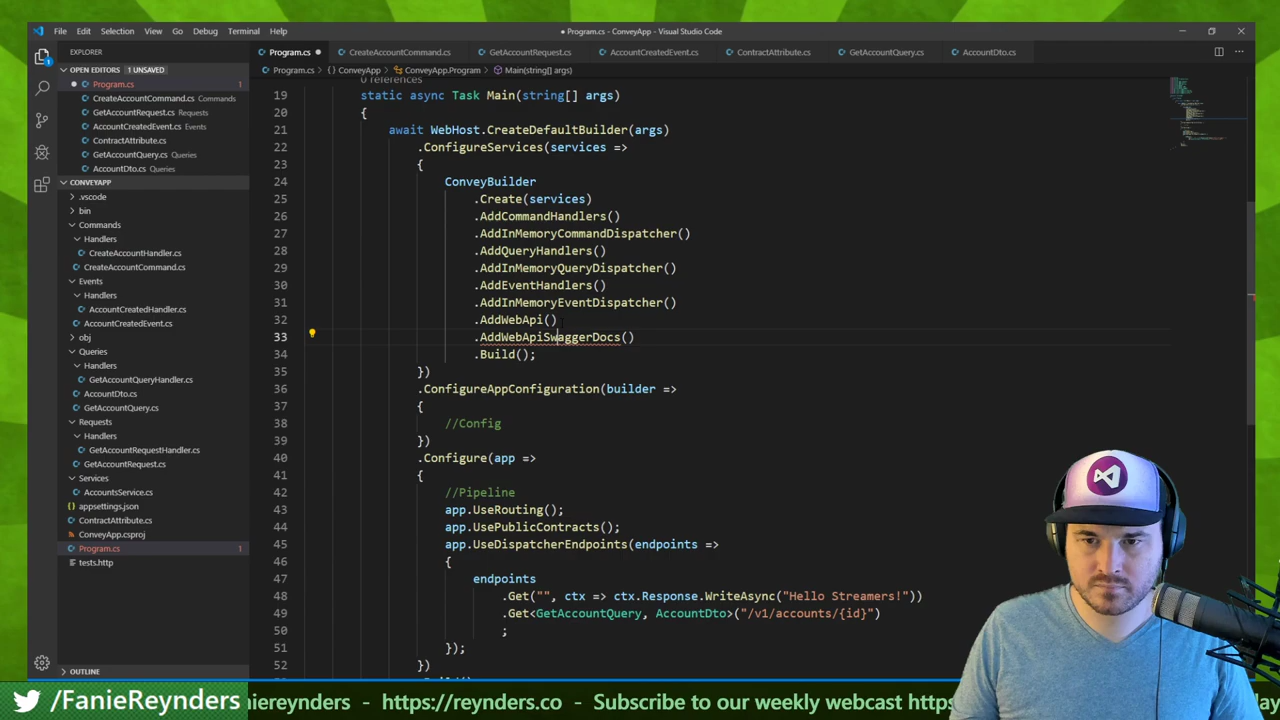 File Edit Selection View Go Debug Terminal Help
● Program.cs - ConveyApp - Visual Studio Code
EXPLORER
Program.cs CreateAccountCommand.cs GetAccountRequest.cs AccountCreatedEvent.cs ContractAttribute.cs GetAccountQuery.cs AccountDto.cs
Program.cs {} ConveyApp ConveyApp.Program Main(string[] args)
OPEN EDITORS 1 UNSAVED
Program.cs 1
CreateAccountCommand.cs Commands
GetAccountRequest.cs Requests
AccountCreatedEvent.cs Events
ContractAttribute.cs
GetAccountQuery.cs Queries
AccountDto.cs Queries
CONVEYAPP
.vscode
bin
Commands
Handlers
CreateAccountHandler.cs
CreateAccountCommand.cs
Events
Handlers
AccountCreatedHandler.cs
AccountCreatedEvent.cs
obj
Queries
Handlers
GetAccountQueryHandler.cs
AccountDto.cs
GetAccountQuery.cs
Requests
Handlers
GetAccountRequestHandler.cs
GetAccountRequest.cs
Services
AccountsService.cs
appsettings.json
ContractAttribute.cs
ConveyApp.csproj
Program.cs 1
tests.http
OUTLINE
0 references
19 static async Task Main(string[] args)
20 {
21 await WebHost.CreateDefaultBuilder(args)
22 .ConfigureServices(services =>
23 {
24 ConveyBuilder
25 .Create(services)
26 .AddCommandHandlers()
27 .AddInMemoryCommandDispatcher()
28 .AddQueryHandlers()
29 .AddInMemoryQueryDispatcher()
30 .AddEventHandlers()
31 .AddInMemoryEventDispatcher()
32 .AddWebApi()
33 .AddWebApiSwaggerDocs()
34 .Build();
35 })
36 .ConfigureAppConfiguration(builder =>
37 {
38 //Config
39 })
40 .Configure(app =>
41 {
42 //Pipeline
43 app.UseRouting();
44 app.UsePublicContracts();
45 app.UseDispatcherEndpoints(endpoints =>
46 {
47 endpoints
48 .Get("", ctx => ctx.Response.WriteAsync("Hello Streamers!"))
49 .Get<GetAccountQuery, AccountDto>("/v1/accounts/{id}")
50 ;
51 });
52 })
/FanieReynders niereynders - https://reynders.co - Subscribe to our weekly webcast https